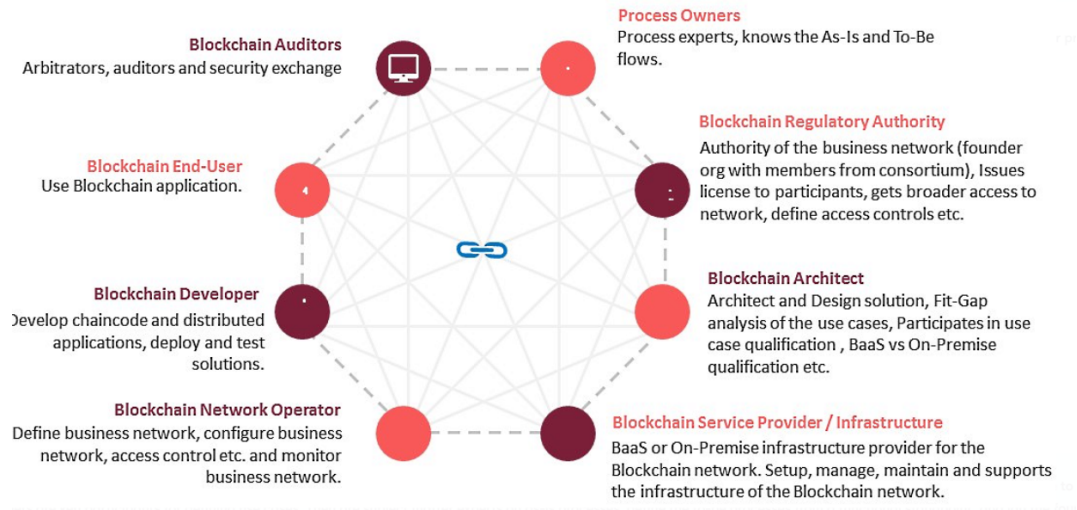 Blockchain Auditors
Arbitrators, auditors and security exchange
Process Owners
Process experts, knows the As-Is and To-Be
flows.
Blockchain End-User
Use Blockchain application.
Blockchain Regulatory Authority
Authority of the business network (founder
org with members from consortium), Issues
license to participants, gets broader access to
network, define access controls etc.
Blockchain Developer
Develop chaincode and distributed
applications, deploy and test
solutions.
Blockchain Architect
Architect and Design solution, Fit-Gap
analysis of the use cases, Participates in use
case qualification , BaaS vs On-Premise
qualification etc.
Blockchain Network Operator
Define business network, configure business
network, access control etc. and monitor
business network.
Blockchain Service Provider / Infrastructure
BaaS or On-Premise infrastructure provider for the
Blockchain network. Setup, manage, maintain and supports
the infrastructure of the Blockchain network.